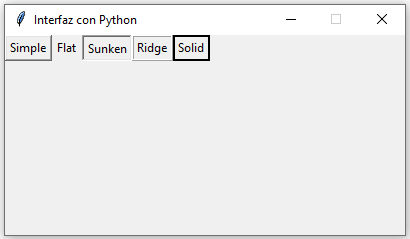 Interfaz con Python
Simple Flat Sunken Ridge Solid